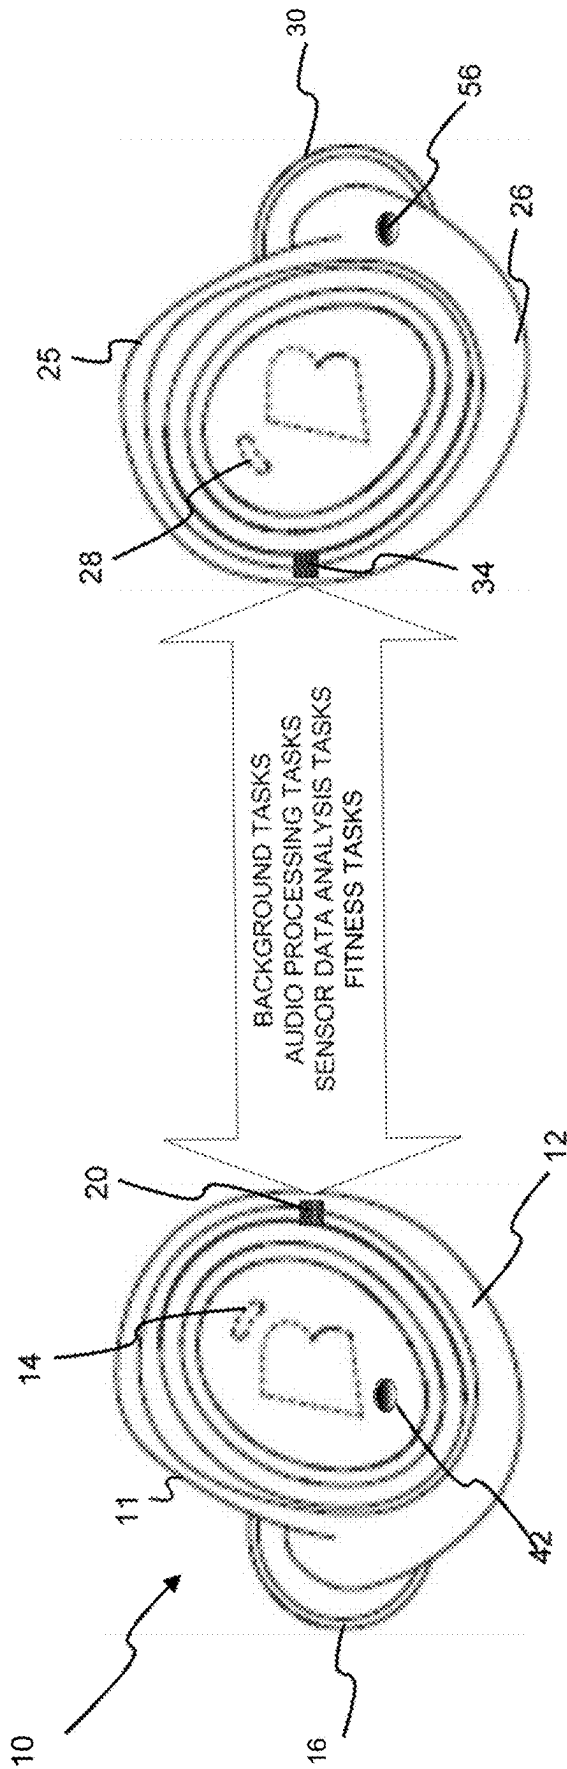 10
11
14
20
16
42
12
BACKGROUND TASKS
AUDIO PROCESSING TASKS
SENSOR DATA ANALYSIS TASKS
FITNESS TASKS
28
25
30
34
26
56
B
B